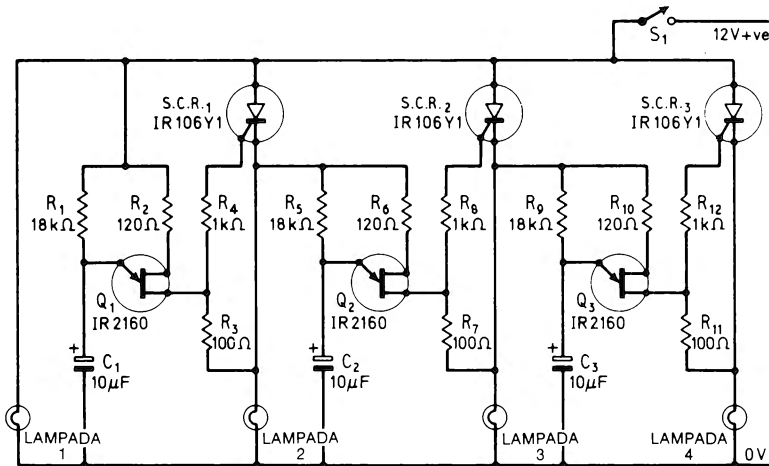 S1
12V+ve
S.C.R.1
IR106Y1
S.C.R.2
IR106Y1
S.C.R.3
IR106Y1
R1
18kΩ
R2
120Ω
R4
1kΩ
R5
18kΩ
R6
120Ω
R8
1kΩ
R9
18kΩ
R10
120Ω
R12
1kΩ
Q1
IR2160
R3
100Ω
Q2
IR2160
R7
100Ω
Q3
IR2160
R11
100Ω
+
C1
10µF
+
C2
10µF
+
C3
10µF
LAMPADA
1
LAMPADA
2
LAMPADA
3
LAMPADA
4
0V